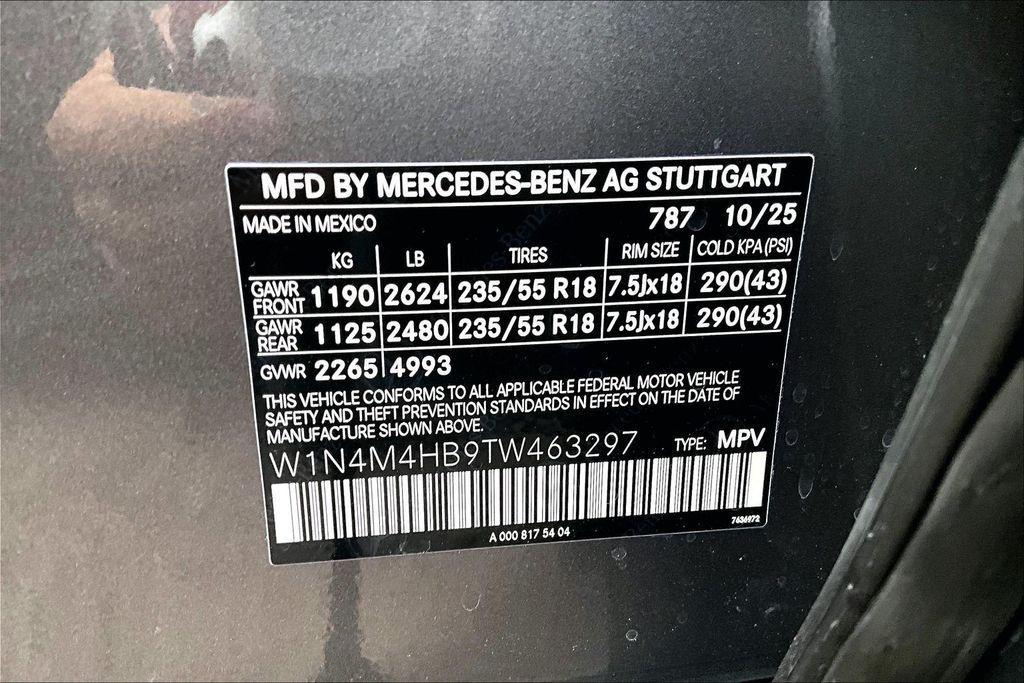 MFD BY MERCEDES-BENZ AG STUTTGART
MADE IN MEXICO 787 10/25
KG LB TIRES RIM SIZE COLD KPA (PSI)
GAWR FRONT 1190 2624 235/55 R18 7.5Jx18 290(43)
GAWR REAR 1125 2480 235/55 R18 7.5Jx18 290(43)
GVWR 2265 4993
THIS VEHICLE CONFORMS TO ALL APPLICABLE FEDERAL MOTOR VEHICLE
SAFETY AND THEFT PREVENTION STANDARDS IN EFFECT ON THE DATE OF
MANUFACTURE SHOWN ABOVE.
W1N4M4HB9TW463297 TYPE: MPV
7636972
A 000 817 54 04